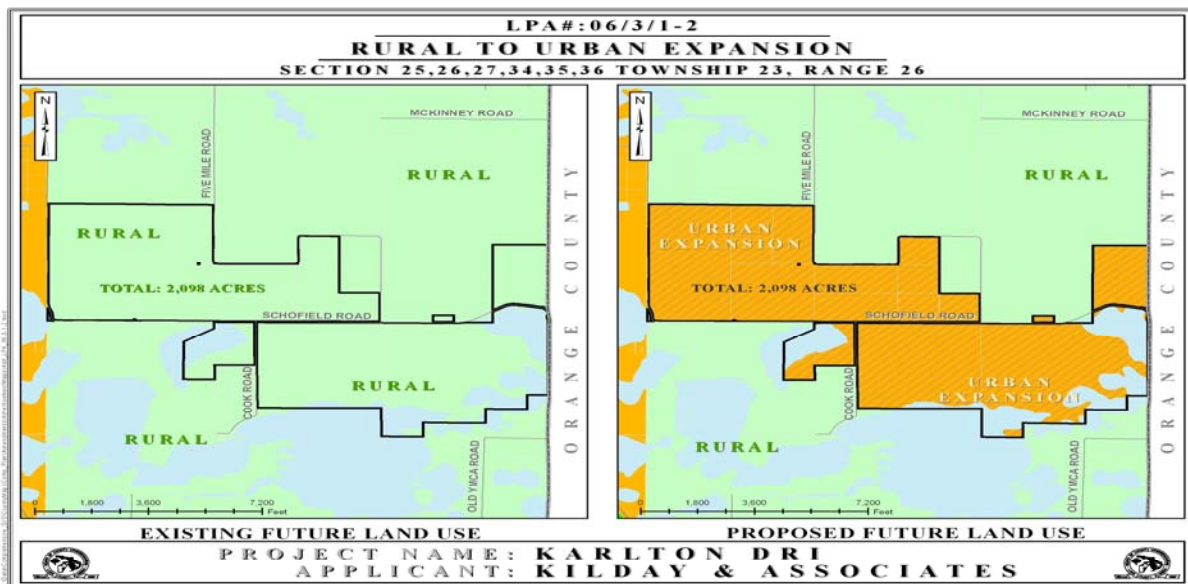 LPA#:06/3/1-2
RURAL TO URBAN EXPANSION
SECTION 25,26,27,34,35,36 TOWNSHIP 23, RANGE 26
N
MCKINNEY ROAD
FIVE MILE ROAD
RURAL
RURAL
TOTAL: 2,098 ACRES
SCHOFIELD ROAD
RURAL
COOK ROAD
RURAL
OLD YMCA ROAD
0 1,800 3,600 7,200
Feet
ORANGE COUNTY
EXISTING FUTURE LAND USE
N
MCKINNEY ROAD
FIVE MILE ROAD
RURAL
URBAN
EXPANSION
TOTAL: 2,098 ACRES
SCHOFIELD ROAD
URBAN
EXPANSION
COOK ROAD
RURAL
OLD YMCA ROAD
0 1,800 3,600 7,200
Feet
ORANGE COUNTY
PROPOSED FUTURE LAND USE
PROJECT NAME: KARLTON DRI
APPLICANT: KILDAY & ASSOCIATES